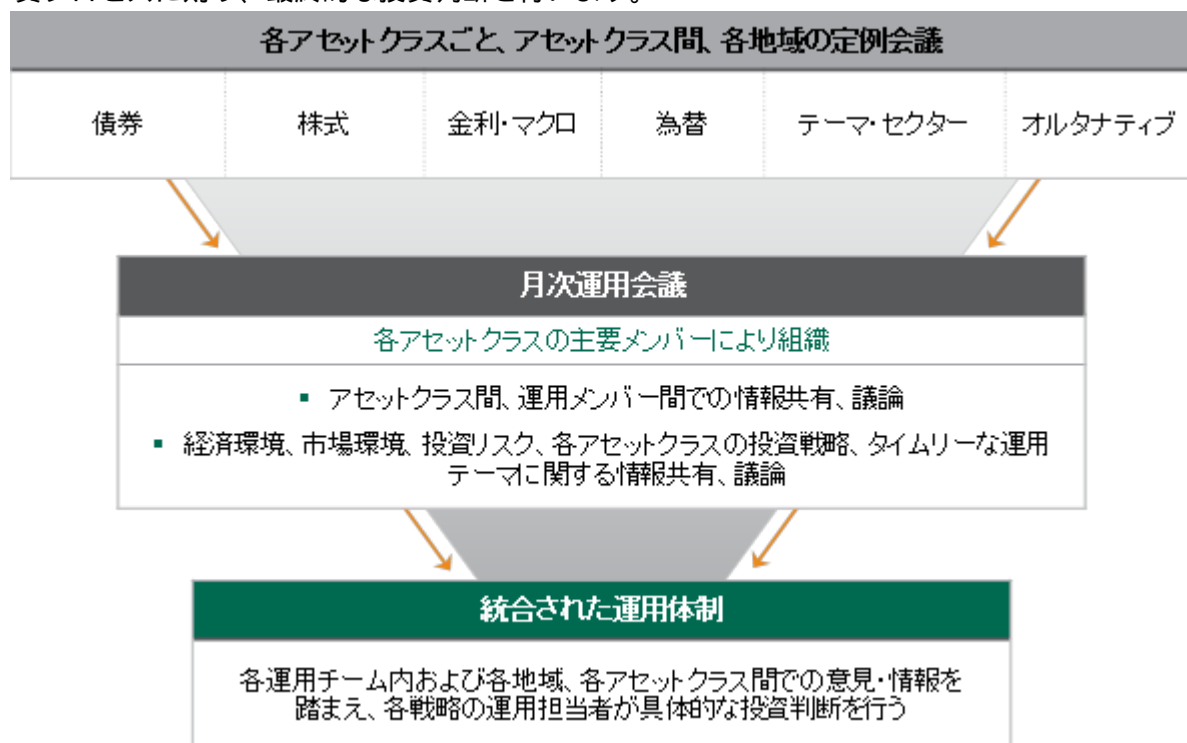 各アセットクラスごと、アセットクラス間、各地域の定例会議
債券 株式 金利・マクロ 為替 テーマ・セクター オルタナティブ
月次運用会議
各アセットクラスの主要メンバーにより組織
▪ アセットクラス間、運用メンバー間での情報共有、議論
▪ 経済環境、市場環境、投資リスク、各アセットクラスの投資戦略、タイムリーな運用
テーマに関する情報共有、議論
統合された運用体制
各運用チーム内および各地域、各アセットクラス間での意見・情報を
踏まえ、各戦略の運用担当者が具体的な投資判断を行う